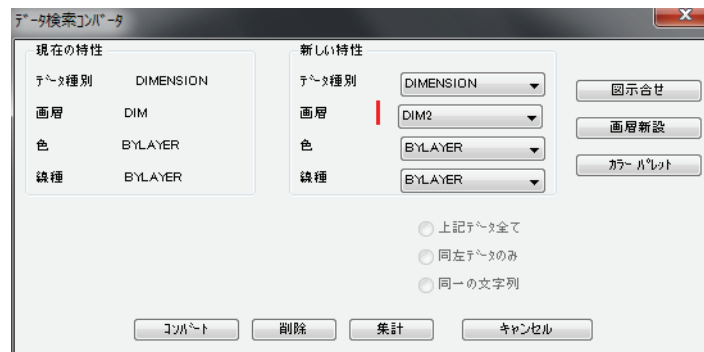 ﾃﾞｰﾀ検索ｺﾝﾊﾞｰﾀ
現在の特性
ﾃﾞｰﾀ種別 DIMENSION
画層 DIM
色 BYLAYER
線種 BYLAYER
新しい特性
ﾃﾞｰﾀ種別 DIMENSION
画層 DIM2
色 BYLAYER
線種 BYLAYER
図示合せ
画層新設
ｶﾗｰ ﾊﾟﾚｯﾄ
上記ﾃﾞｰﾀ全て
同左ﾃﾞｰﾀのみ
同一の文字列
ｺﾝﾊﾞｰﾄ 削除 集計 ｷｬﾝｾﾙ